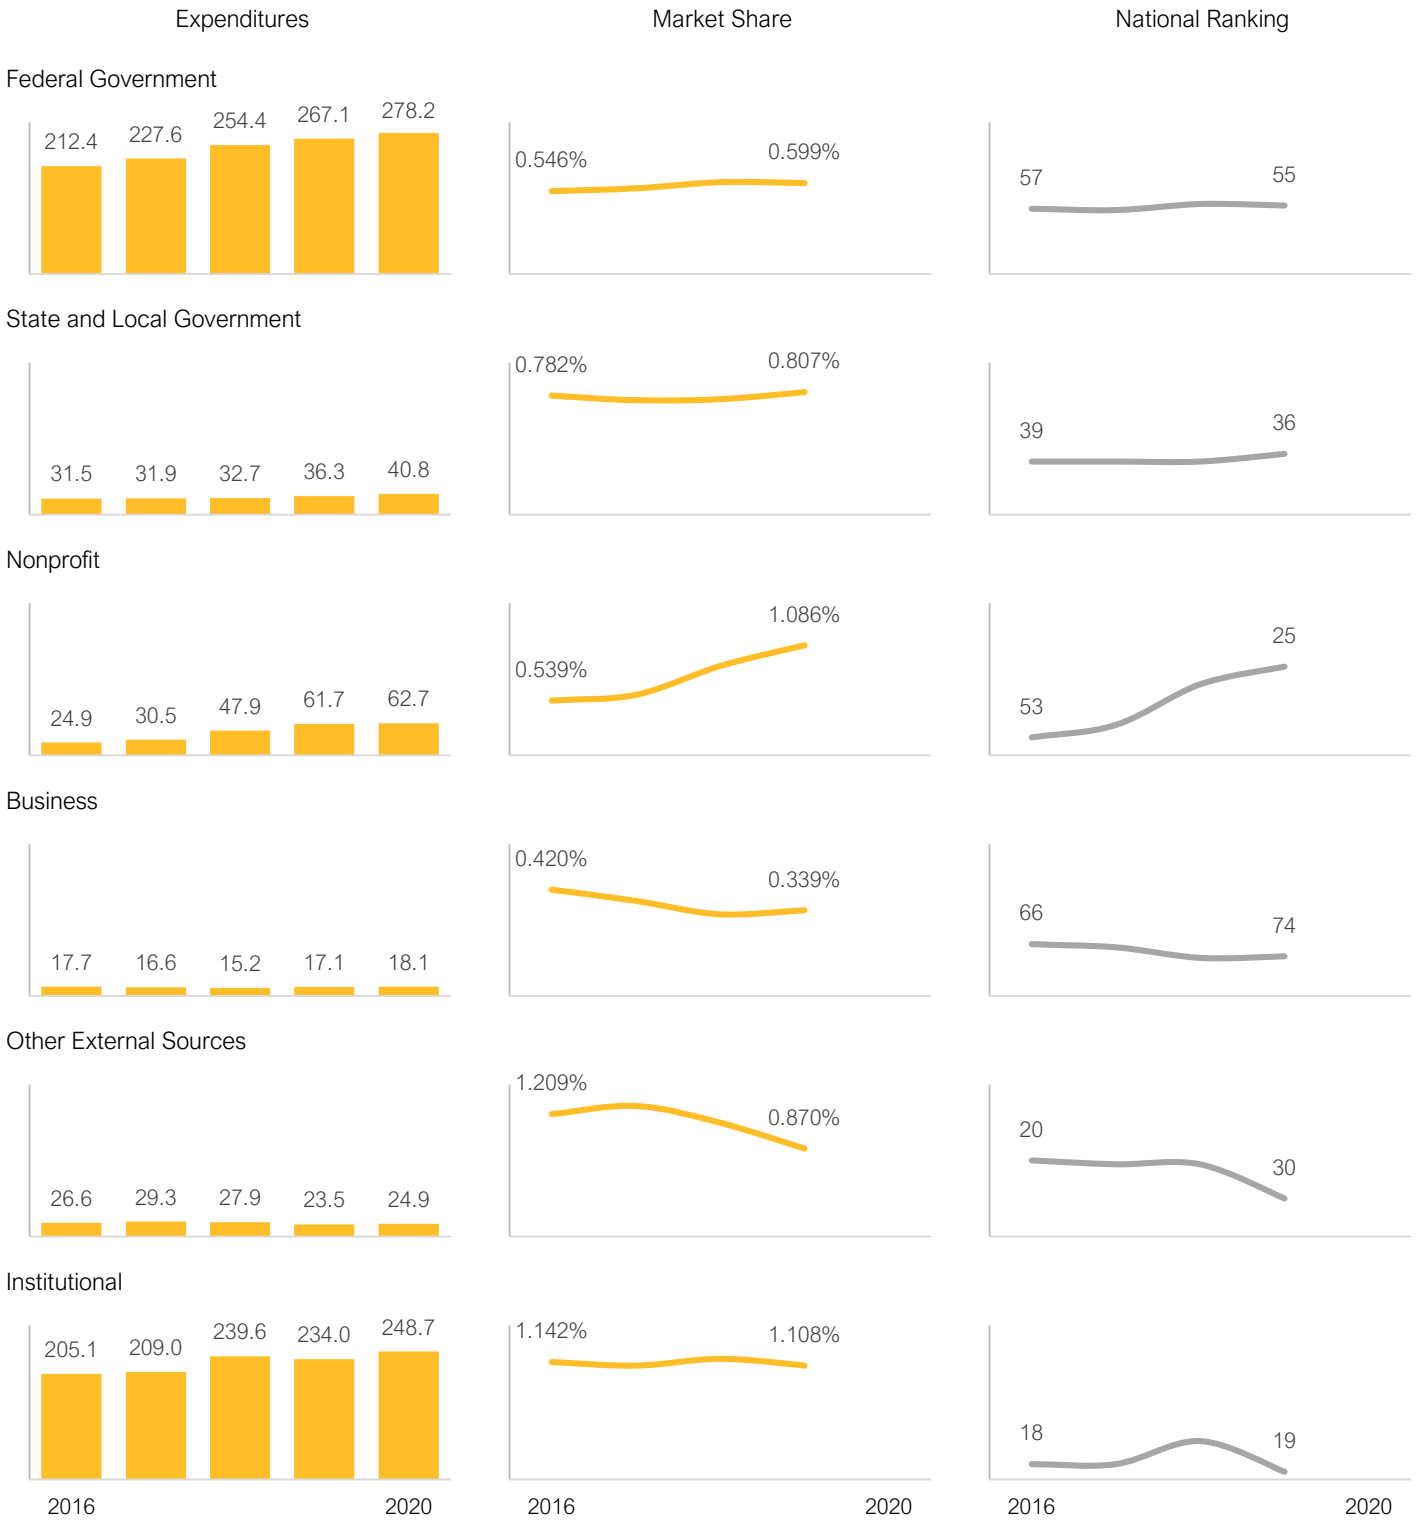 Expenditures Market Share National Ranking
Federal Government
212.4 227.6 254.4 267.1 278.2 0.546% 0.599% 57 55
State and Local Government
31.5 31.9 32.7 36.3 40.8 0.782% 0.807% 39 36
Nonprofit
24.9 30.5 47.9 61.7 62.7 0.539% 1.086% 53 25
Business
17.7 16.6 15.2 17.1 18.1 0.420% 0.339% 66 74
Other External Sources
26.6 29.3 27.9 23.5 24.9 1.209% 0.870% 20 30
Institutional
205.1 209.0 239.6 234.0 248.7 1.142% 1.108% 18 19
2016 2020 2016 2020 2016 2020